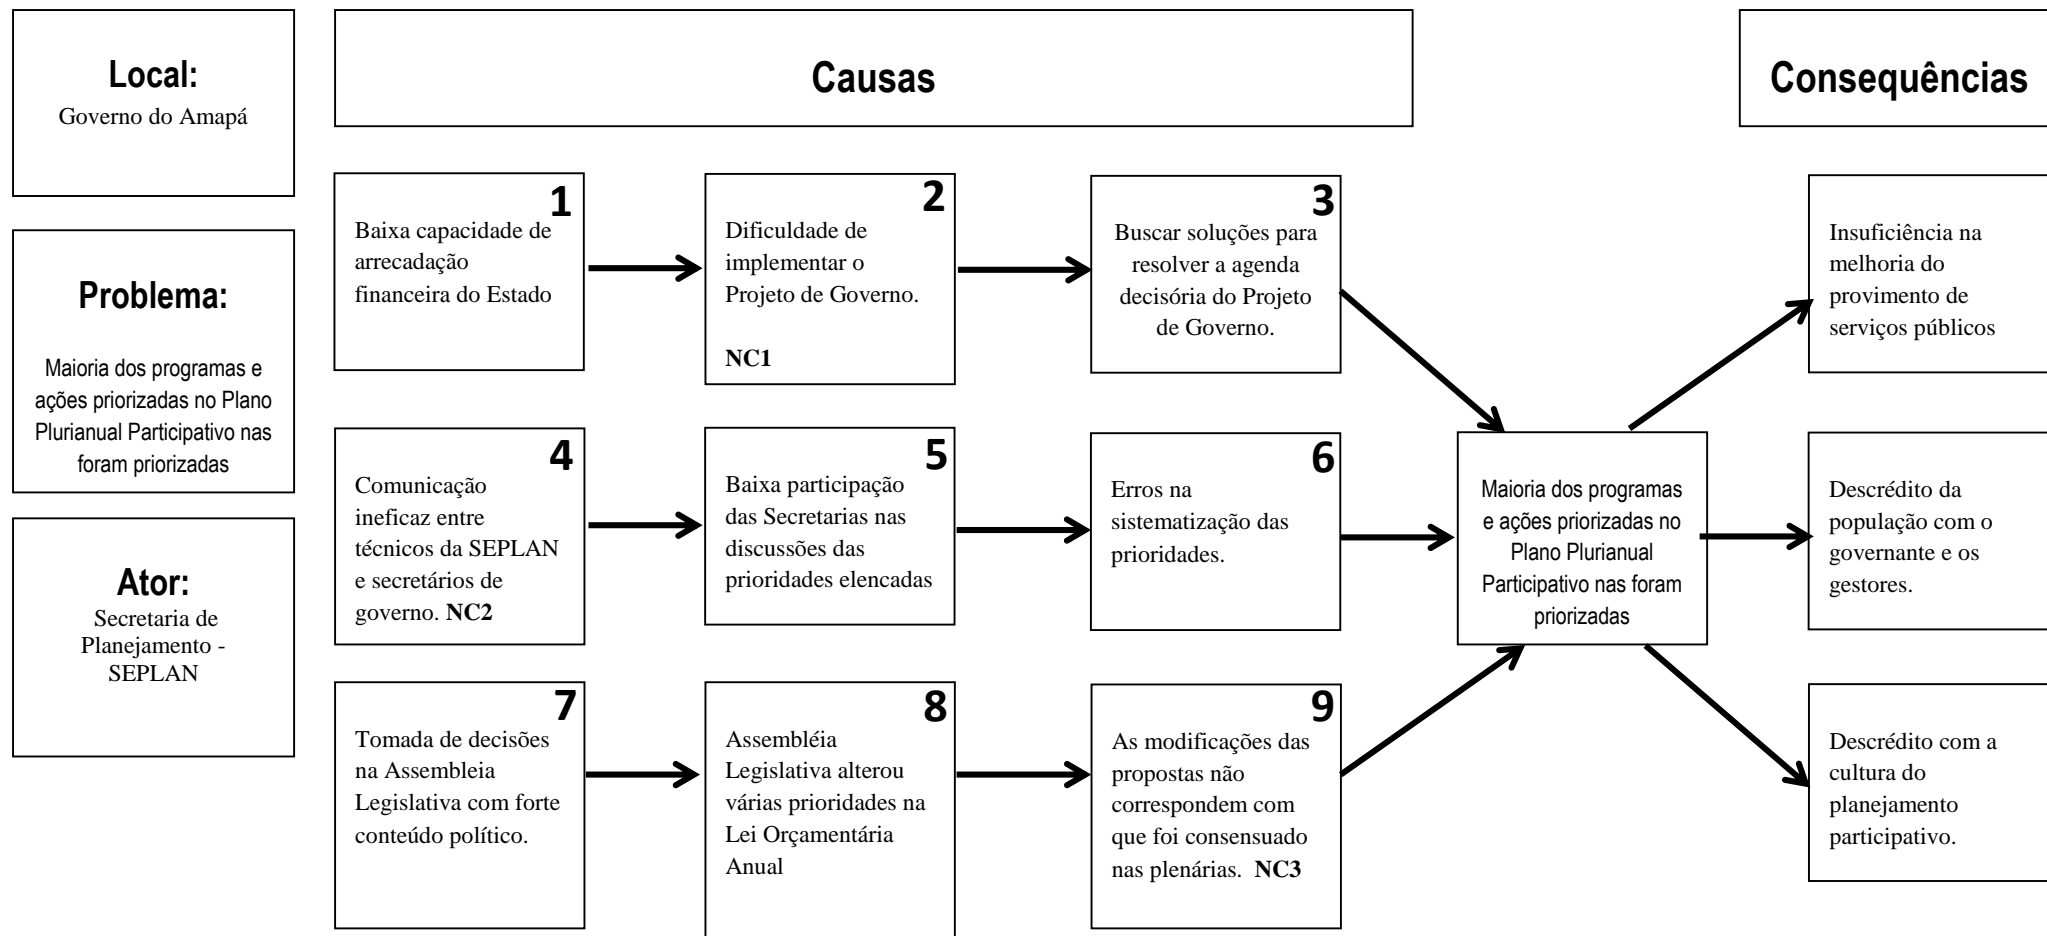 Local:
Governo do Amapá
Causas
Consequências
Problema:
Maioria dos programas e
ações priorizadas no Plano
Plurianual Participativo nas
foram priorizadas
Ator:
Secretaria de
Planejamento -
SEPLAN
1
Baixa capacidade de
arrecadação
financeira do Estado
2
Dificuldade de
implementar o
Projeto de Governo.
NC1
3
Buscar soluções para
resolver a agenda
decisória do Projeto
de Governo.
4
Comunicação
ineficaz entre
técnicos da SEPLAN
e secretários de
governo. NC2
5
Baixa participação
das Secretarias nas
discussões das
prioridades elencadas
6
Erros na
sistematização das
prioridades.
7
Tomada de decisões
na Assembleia
Legislativa com forte
conteúdo político.
8
Assembléia
Legislativa alterou
várias prioridades na
Lei Orçamentária
Anual
9
As modificações das
propostas não
correspondem com
que foi consensuado
nas plenárias. NC3
Maioria dos programas
e ações priorizadas no
Plano Plurianual
Participativo nas foram
priorizadas
Insuficiência na
melhoria do
provimento de
serviços públicos
Descrédito da
população com o
governante e os
gestores.
Descrédito com a
cultura do
planejamento
participativo.